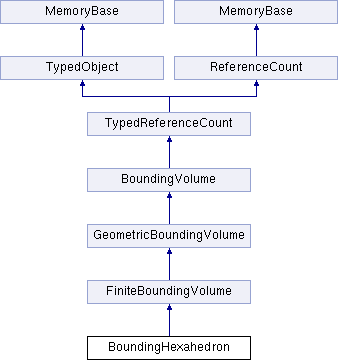 MemoryBase MemoryBase
TypedObject ReferenceCount
TypedReferenceCount
BoundingVolume
GeometricBoundingVolume
FiniteBoundingVolume
BoundingHexahedron